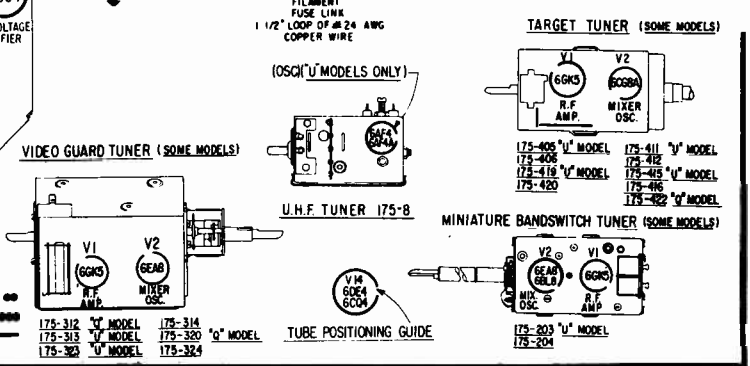 OLTAGE
FIER
FILAMENT
FUSE LINK
1 1/2" LOOP OF # 24 AWG
COPPER WIRE
TARGET TUNER (SOME MODELS)
V1
6GK5
R.F.
AMP.
V2
6CG8A
MIXER
OSC.
175-405 "U" MODEL
175-406
175-419 "U" MODEL
175-420
175-411 "U" MODEL
175-412
175-415 "U" MODEL
175-416
175-422 "Q" MODEL
(OSC)("U" MODELS ONLY)
6AF4
6AF4A
U.H.F. TUNER 175-8
VIDEO GUARD TUNER (SOME MODELS)
V1
6GK5
R.F.
AMP.
V2
6EA8
MIXER
OSC.
175-312 "Q" MODEL
175-313 "U" MODEL
175-323 "U" MODEL
175-314
175-320 "Q" MODEL
175-324
V14
6DE4
6CQ4
TUBE POSITIONING GUIDE
MINIATURE BANDSWITCH TUNER (SOME MODELS)
V2
6EA8
6BL8
MIX.
OSC.
V1
6GK5
R.F.
AMP.
175-203 "U" MODEL
175-204